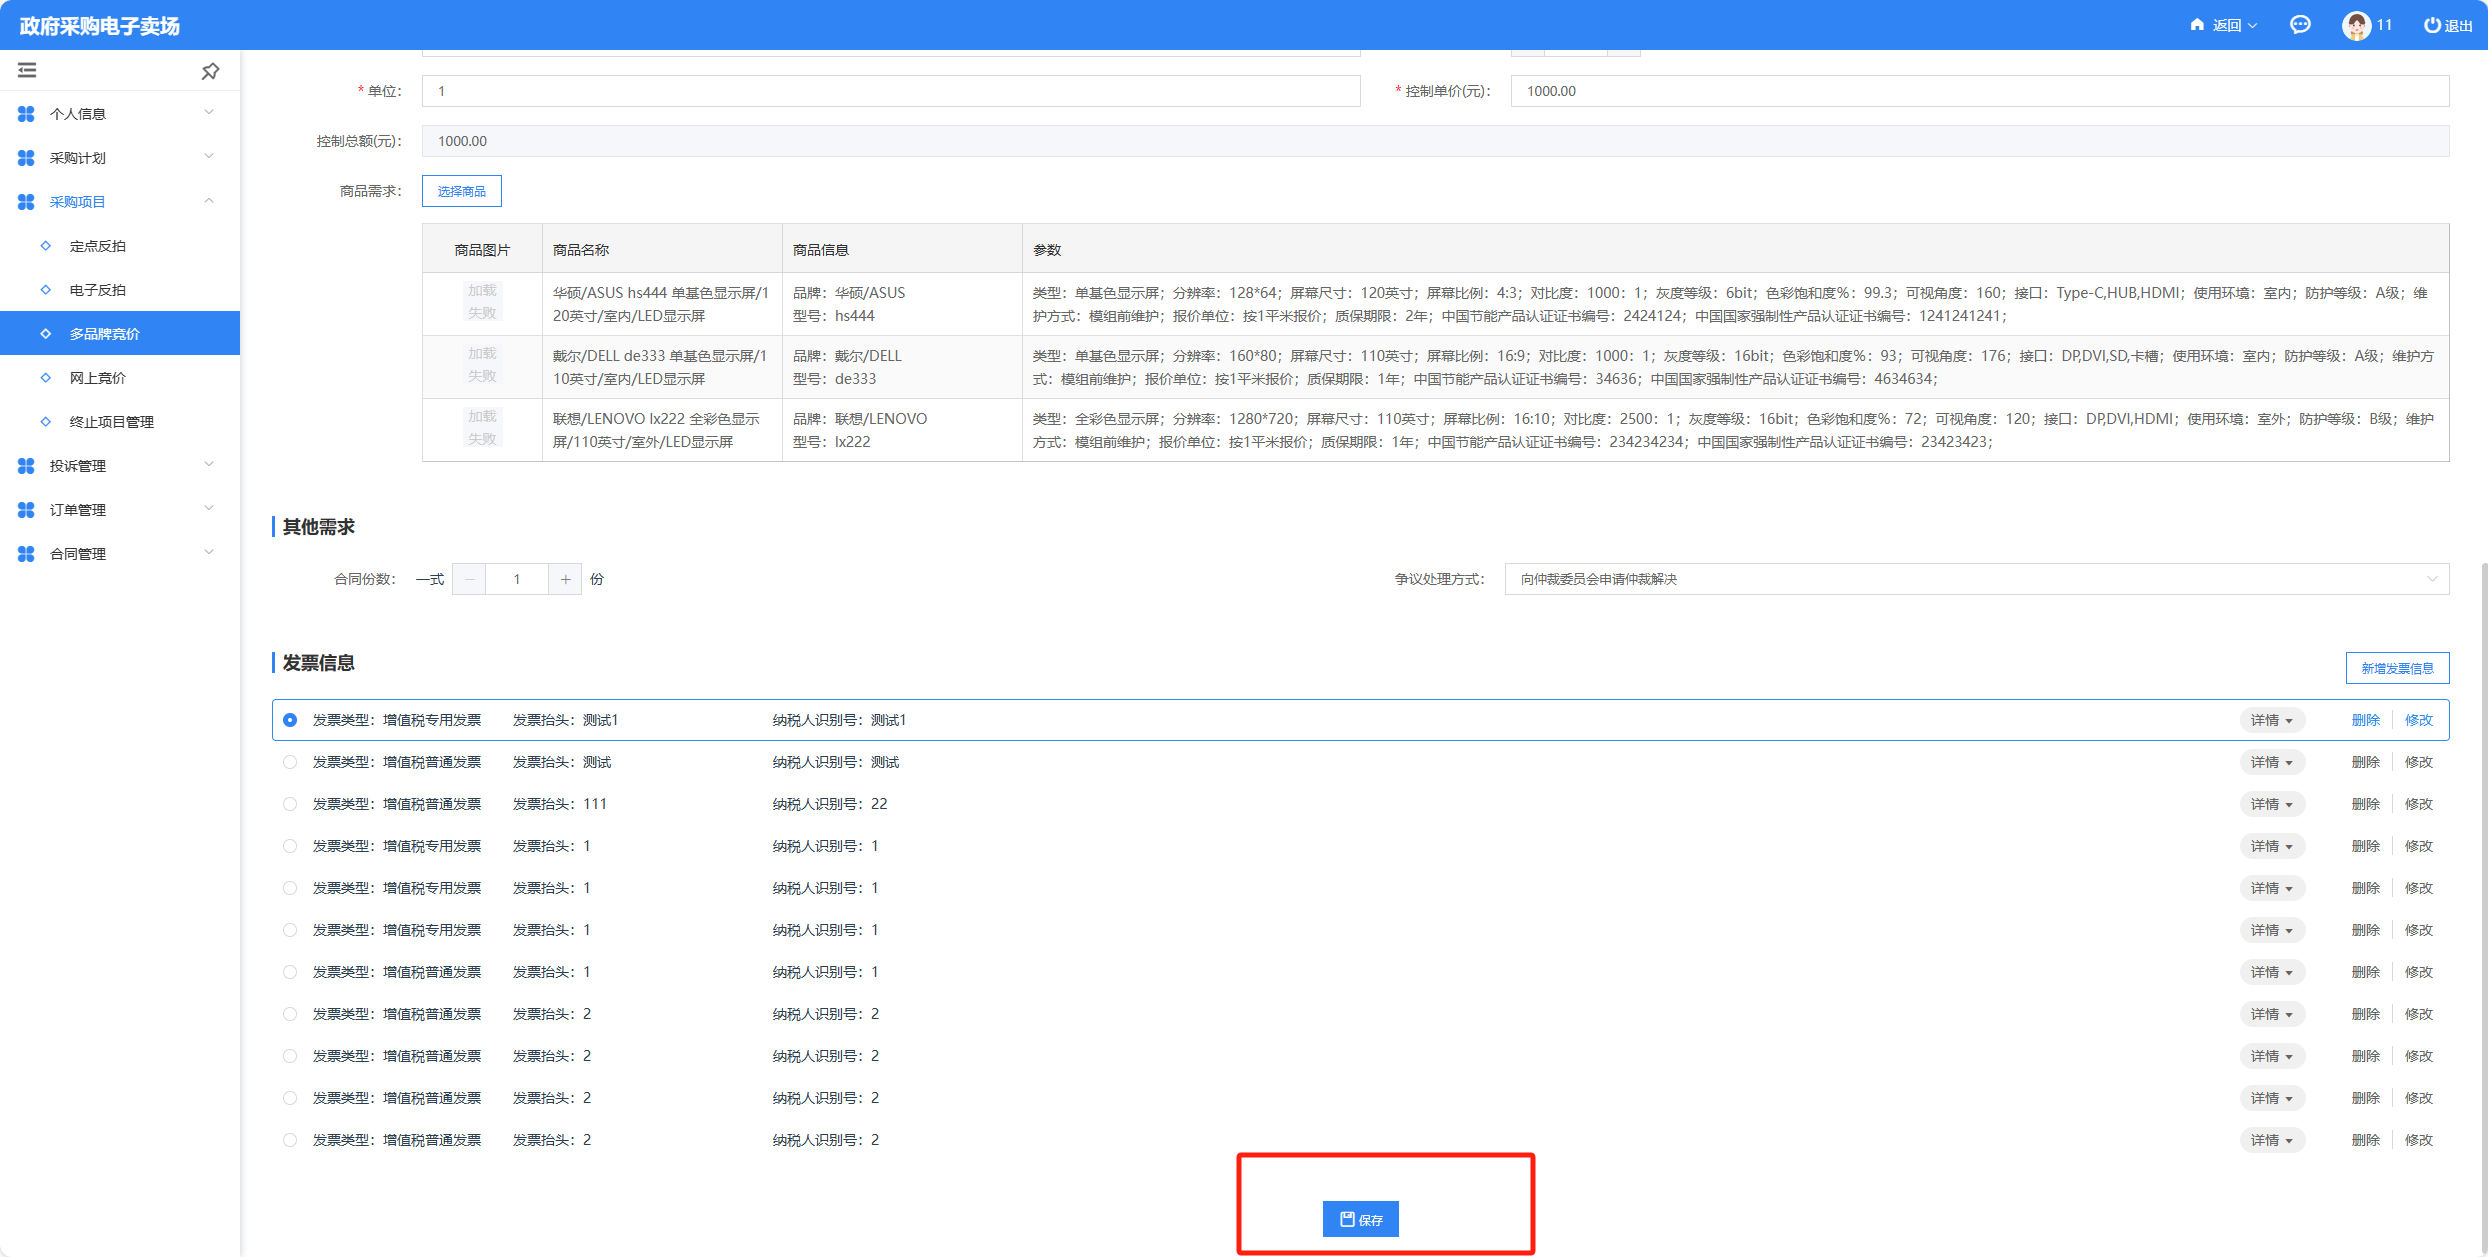 政府采购电子卖场
返回
11
退出
个人信息
采购计划
采购项目
定点反拍
电子反拍
多品牌竞价
网上竞价
终止项目管理
投诉管理
订单管理
合同管理
* 单位： 1
* 控制单价(元)： 1000.00
控制总额(元)： 1000.00
商品需求： 选择商品
商品图片 商品名称 商品信息 参数
加载
失败
华硕/ASUS hs444 单基色显示屏/1
20英寸/室内/LED显示屏
品牌：华硕/ASUS
型号：hs444
类型：单基色显示屏；分辨率：128*64；屏幕尺寸：120英寸；屏幕比例：4:3；对比度：1000：1；灰度等级：6bit；色彩饱和度%：99.3；可视角度：160；接口：Type-C,HUB,HDMI；使用环境：室内；防护等级：A级；维
护方式：模组前维护；报价单位：按1平米报价；质保期限：2年；中国节能产品认证证书编号：2424124；中国国家强制性产品认证证书编号：1241241241；
加载
失败
戴尔/DELL de333 单基色显示屏/1
10英寸/室内/LED显示屏
品牌：戴尔/DELL
型号：de333
类型：单基色显示屏；分辨率：160*80；屏幕尺寸：110英寸；屏幕比例：16:9；对比度：1000：1；灰度等级：16bit；色彩饱和度%：93；可视角度：176；接口：DP,DVI,SD,卡槽；使用环境：室内；防护等级：A级；维护方
式：模组前维护；报价单位：按1平米报价；质保期限：1年；中国节能产品认证证书编号：34636；中国国家强制性产品认证证书编号：4634634；
加载
失败
联想/LENOVO lx222 全彩色显示
屏/110英寸/室外/LED显示屏
品牌：联想/LENOVO
型号：lx222
类型：全彩色显示屏；分辨率：1280*720；屏幕尺寸：110英寸；屏幕比例：16:10；对比度：2500：1；灰度等级：16bit；色彩饱和度%：72；可视角度：120；接口：DP,DVI,HDMI；使用环境：室外；防护等级：B级；维护
方式：模组前维护；报价单位：按1平米报价；质保期限：1年；中国节能产品认证证书编号：234234234；中国国家强制性产品认证证书编号：23423423；
其他需求
合同份数： 一式 － 1 + 份
争议处理方式： 向仲裁委员会申请仲裁解决
发票信息
新增发票信息
发票类型：增值税专用发票 发票抬头：测试1 纳税人识别号：测试1 详情 删除 修改
发票类型：增值税普通发票 发票抬头：测试 纳税人识别号：测试 详情 删除 修改
发票类型：增值税普通发票 发票抬头：111 纳税人识别号：22 详情 删除 修改
发票类型：增值税专用发票 发票抬头：1 纳税人识别号：1 详情 删除 修改
发票类型：增值税专用发票 发票抬头：1 纳税人识别号：1 详情 删除 修改
发票类型：增值税专用发票 发票抬头：1 纳税人识别号：1 详情 删除 修改
发票类型：增值税普通发票 发票抬头：1 纳税人识别号：1 详情 删除 修改
发票类型：增值税普通发票 发票抬头：2 纳税人识别号：2 详情 删除 修改
发票类型：增值税普通发票 发票抬头：2 纳税人识别号：2 详情 删除 修改
发票类型：增值税普通发票 发票抬头：2 纳税人识别号：2 详情 删除 修改
发票类型：增值税普通发票 发票抬头：2 纳税人识别号：2 详情 删除 修改
保存